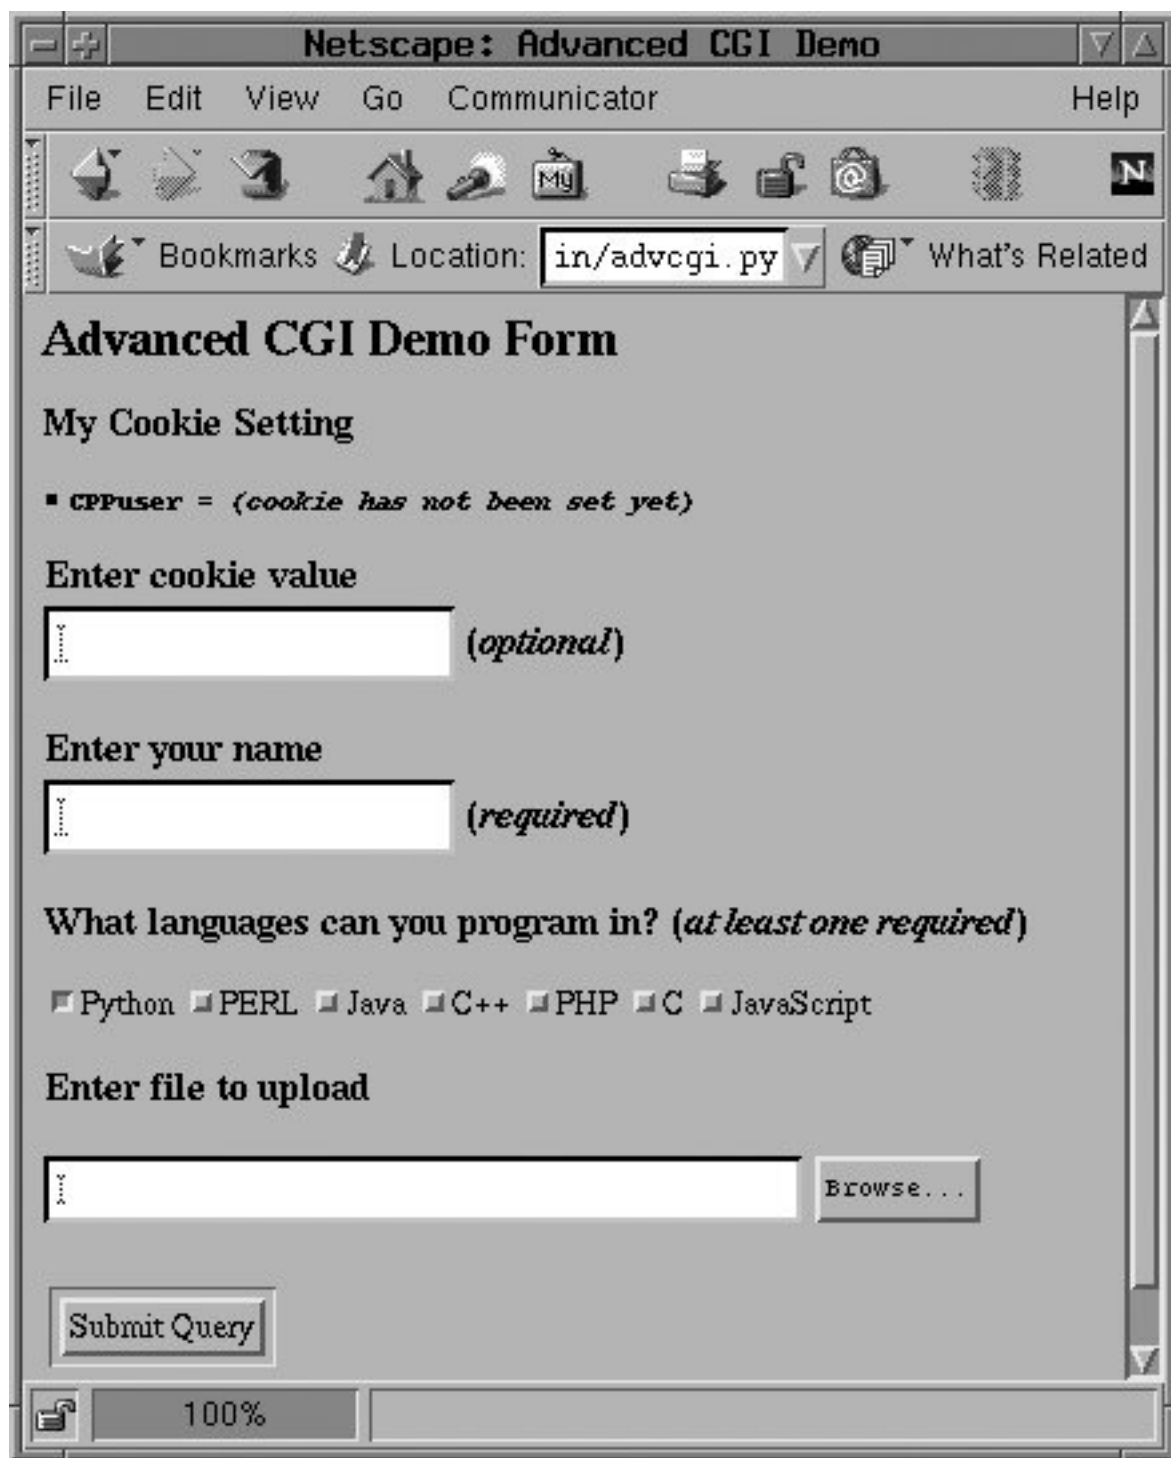 Netscape: Advanced CGI Demo
File Edit View Go Communicator Help
My @ N
Bookmarks Location: in/advcgi.py What's Related
Advanced CGI Demo Form
My Cookie Setting
CPPuser = (cookie has not been set yet)
Enter cookie value
(optional)
Enter your name
(required)
What languages can you program in? (at least one required)
Python PERL Java C++ PHP C JavaScript
Enter file to upload
Browse...
Submit Query
100%